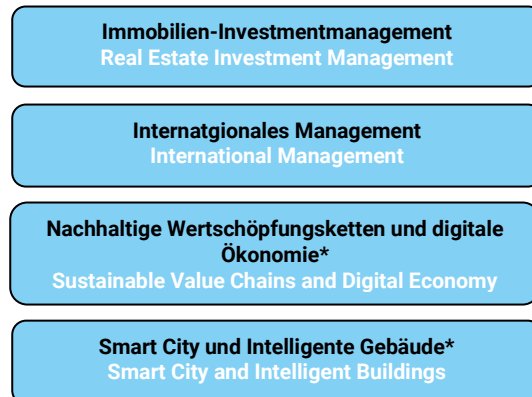 Immobilien-Investmentmanagement
Real Estate Investment Management
Internatgionales Management
International Management
Nachhaltige Wertschöpfungsketten und digitale
Ökonomie*
Sustainable Value Chains and Digital Economy
Smart City und Intelligente Gebäude*
Smart City and Intelligent Buildings